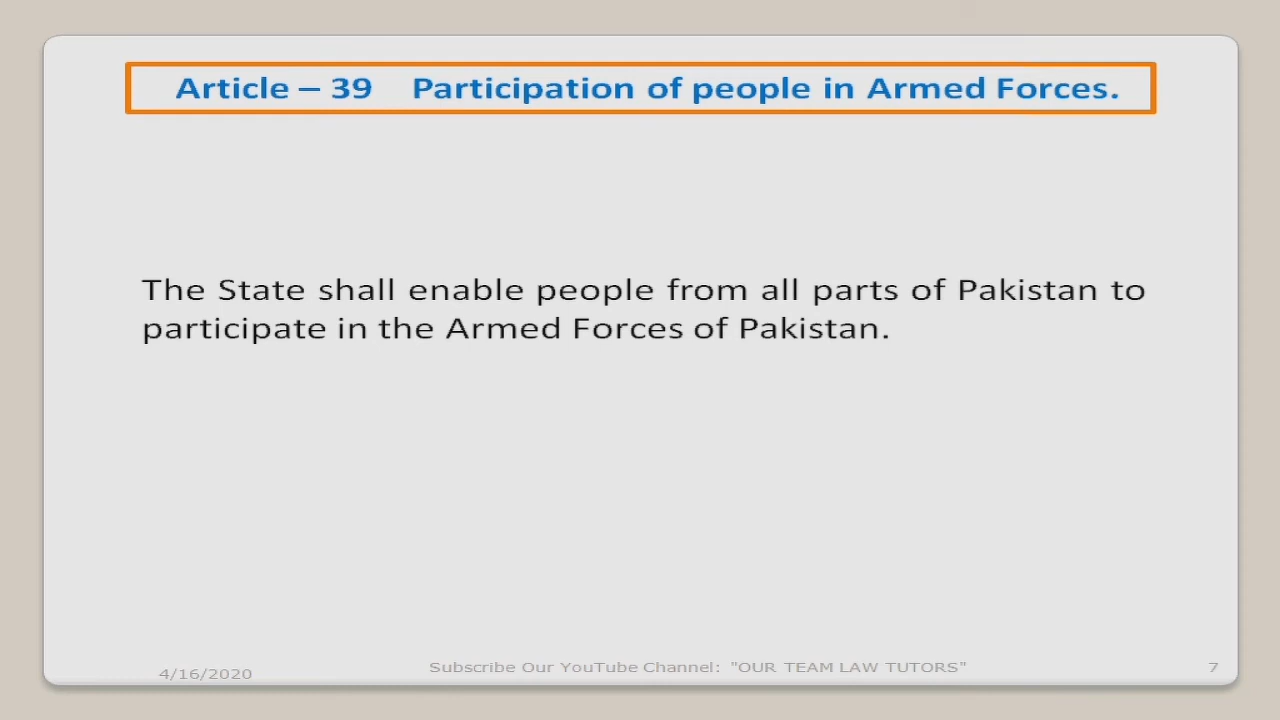 Article – 39 Participation of people in Armed Forces.
The State shall enable people from all parts of Pakistan to
participate in the Armed Forces of Pakistan.
4/16/2020 Subscribe Our YouTube Channel: "OUR TEAM LAW TUTORS" 7